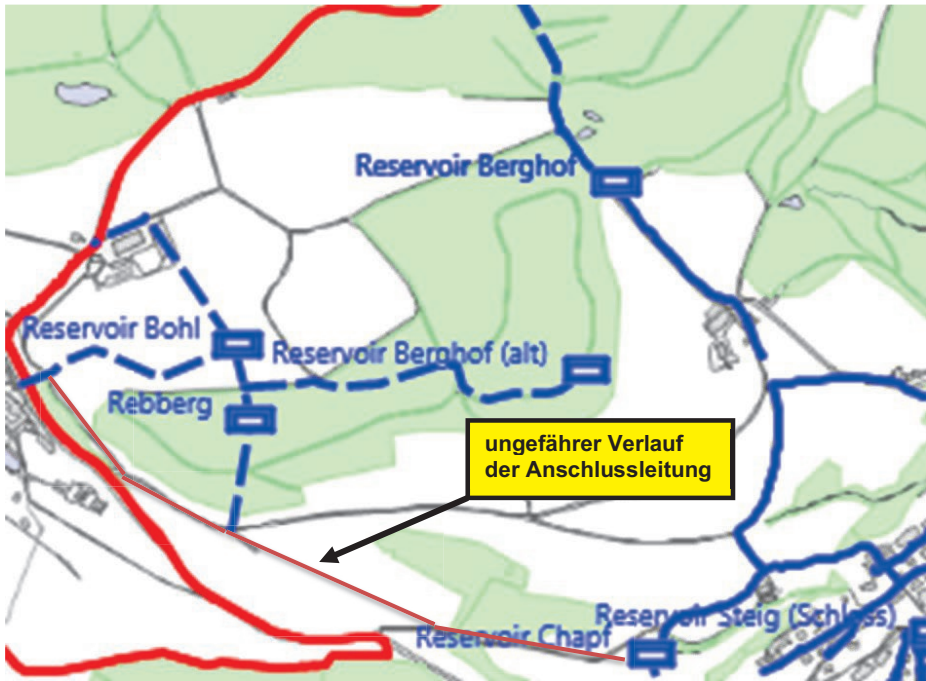 Reservoir Berghof
Reservoir Bohl
Reservoir Berghof (alt)
Rebberg
ungefährer Verlauf
der Anschlussleitung
Reservoir Steig (Schloss)
Reservoir Chapf